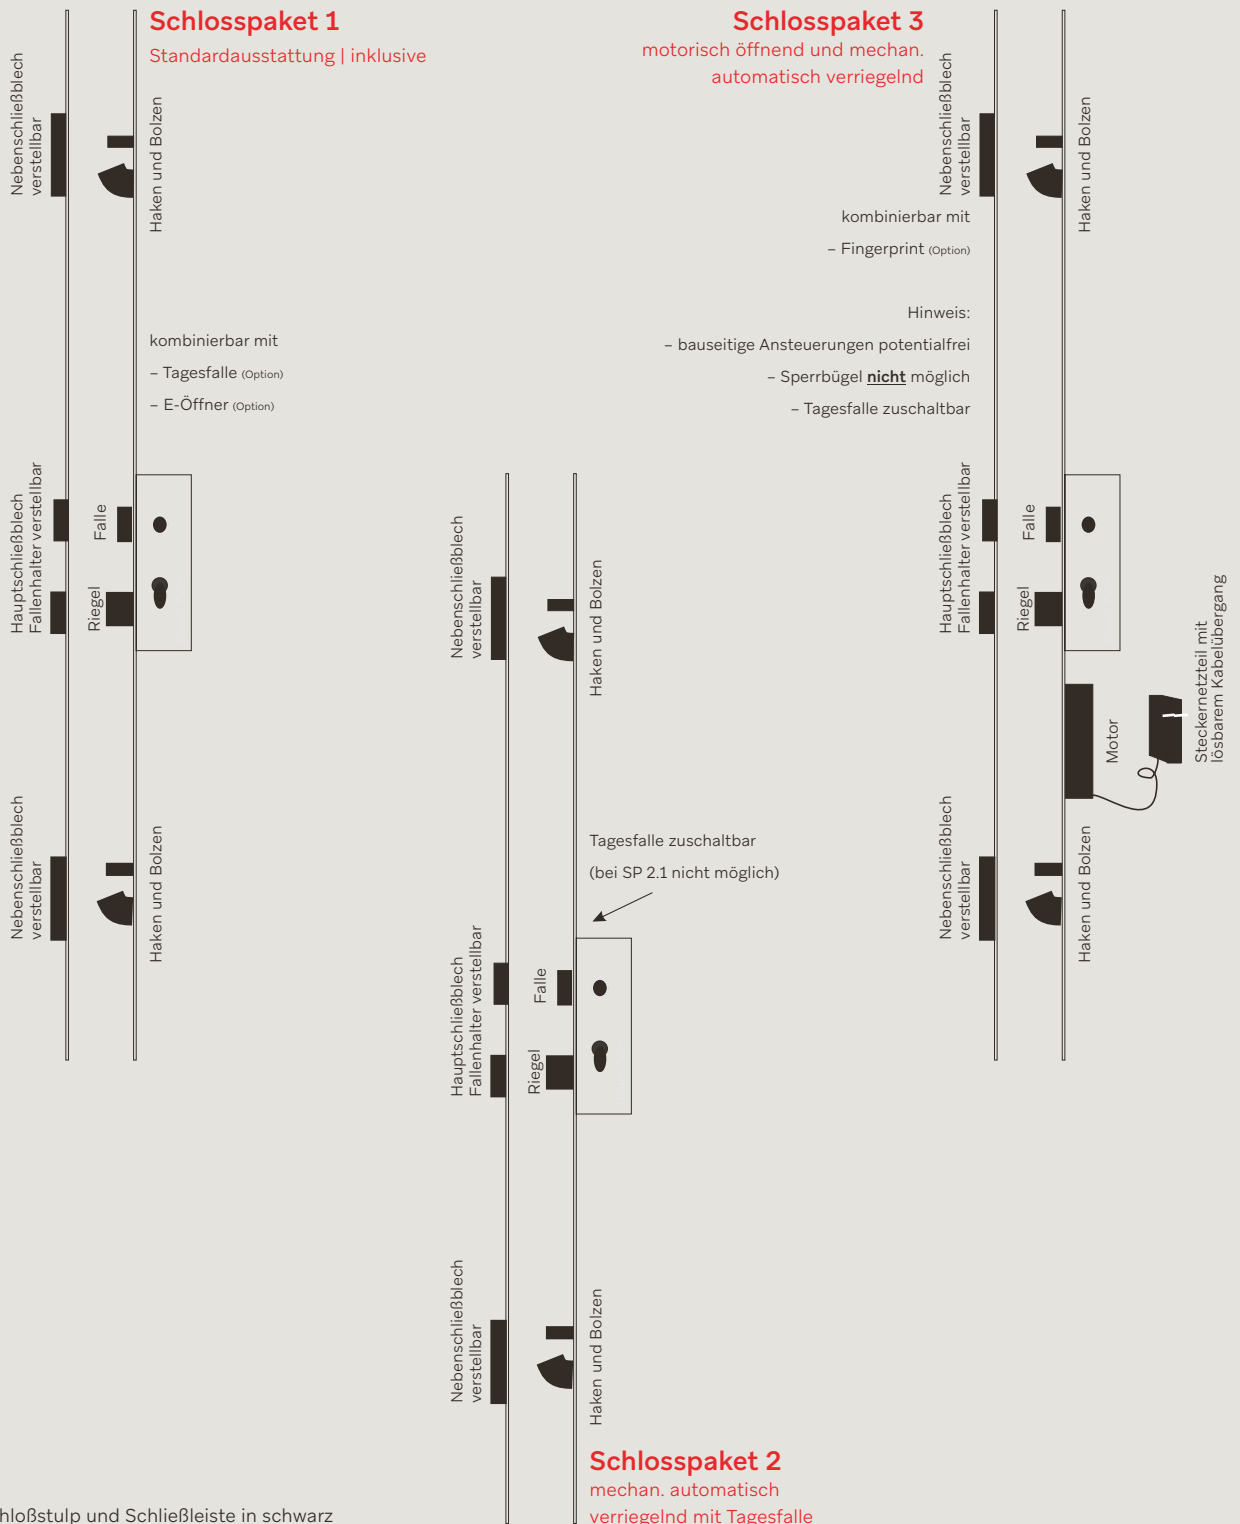 Schlosspaket 1
Standardausstattung | inklusive
Nebenschließblech
verstellbar
Haken und Bolzen
kombinierbar mit
– Tagesfalle (Option)
– E-Öffner (Option)
Hauptschließblech
Fallenhalter verstellbar
Falle
Riegel
Nebenschließblech
verstellbar
Haken und Bolzen
Nebenschließblech
verstellbar
Haken und Bolzen
Tagesfalle zuschaltbar
(bei SP 2.1 nicht möglich)
Hauptschließblech
Fallenhalter verstellbar
Falle
Riegel
Nebenschließblech
verstellbar
Haken und Bolzen
Schlosspaket 2
mechan. automatisch
verriegelnd mit Tagesfalle
Schlosspaket 3
motorisch öffnend und mechan.
automatisch verriegelnd
Nebenschließblech
verstellbar
Haken und Bolzen
kombinierbar mit
– Fingerprint (Option)
Hinweis:
– bauseitige Ansteuerungen potentialfrei
– Sperrbügel nicht möglich
– Tagesfalle zuschaltbar
Hauptschließblech
Fallenhalter verstellbar
Falle
Riegel
Motor
Steckernetzteil mit
lösbarem Kabelübergang
Nebenschließblech
verstellbar
Haken und Bolzen
hloßstulp und Schließleiste in schwarz